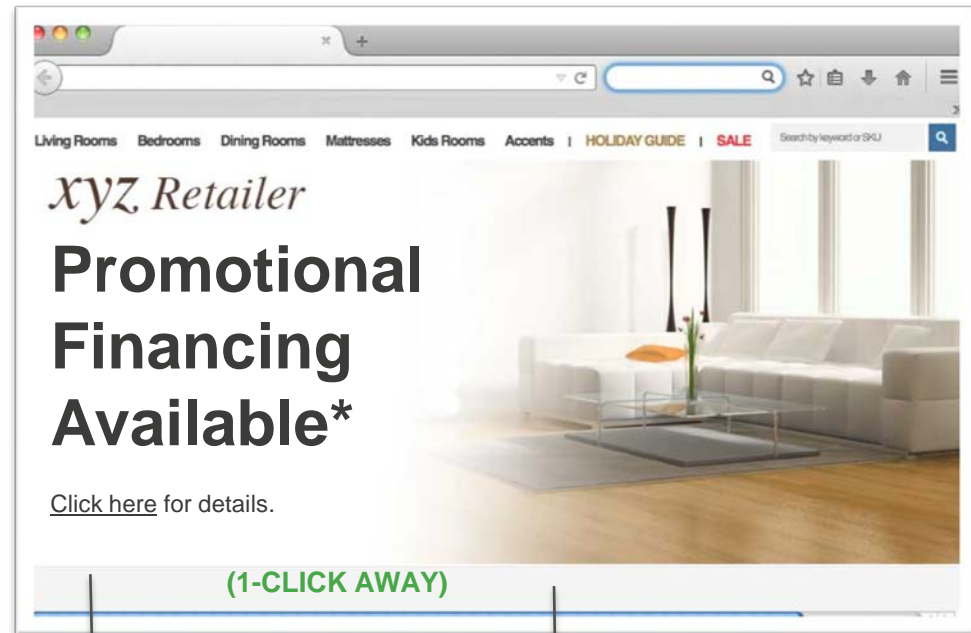 Living Rooms Bedrooms Dining Rooms Mattresses Kids Rooms Accents | HOLIDAY GUIDE | SALE Search by keyword or SKU
xyz Retailer
Promotional
Financing
Available*
Click here for details.
(1-CLICK AWAY)